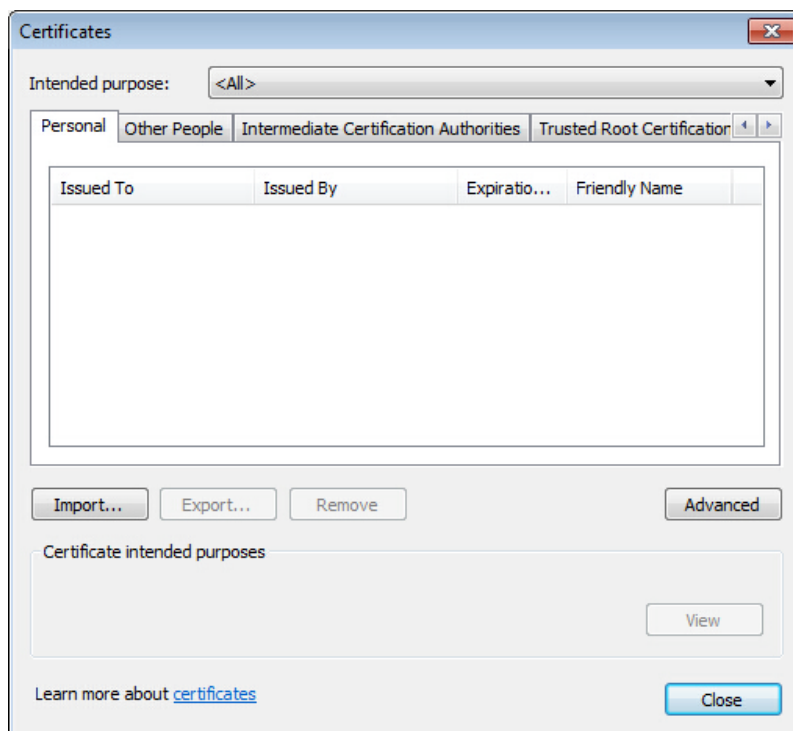 Certificates
Intended purpose: <All>
Personal Other People Intermediate Certification Authorities Trusted Root Certification
Issued To Issued By Expiratio... Friendly Name
Import... Export... Remove Advanced
Certificate intended purposes
View
Learn more about certificates
Close